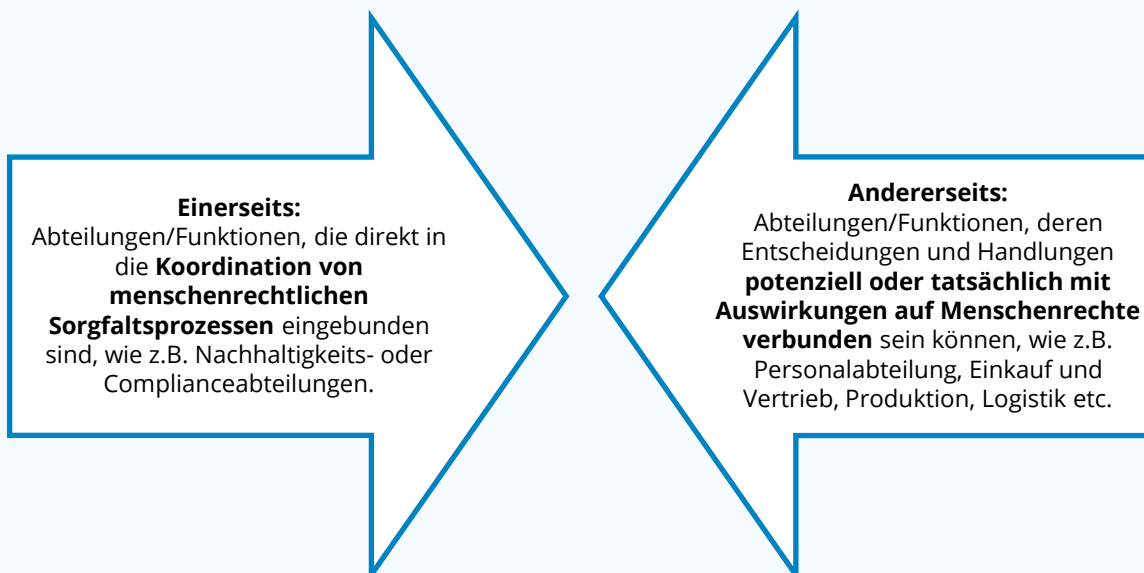 Einerseits:
Abteilungen/Funktionen, die direkt in
die Koordination von
menschenrechtlichen
Sorgfaltsprozessen eingebunden
sind, wie z.B. Nachhaltigkeits- oder
Complianceabteilungen.
Andererseits:
Abteilungen/Funktionen, deren
Entscheidungen und Handlungen
potenziell oder tatsächlich mit
Auswirkungen auf Menschenrechte
verbunden sein können, wie z.B.
Personalabteilung, Einkauf und
Vertrieb, Produktion, Logistik etc.